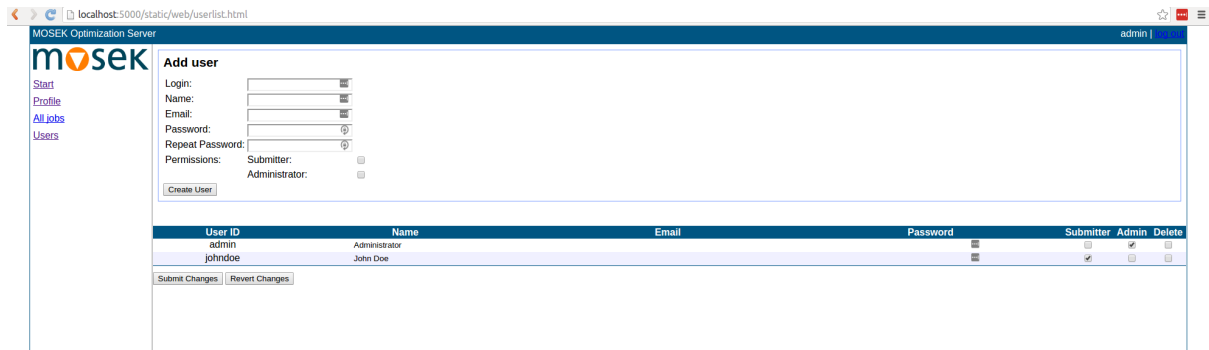 localhost:5000/static/web/userlist.html
MOSEK Optimization Server admin | log out
mosek
Start
Profile
All jobs
Users
Add user
Login:
Name:
Email:
Password:
Repeat Password:
Permissions: Submitter:
Administrator:
Create User
User ID Name Email Password Submitter Admin Delete
admin Administrator
johndoe John Doe
Submit Changes Revert Changes